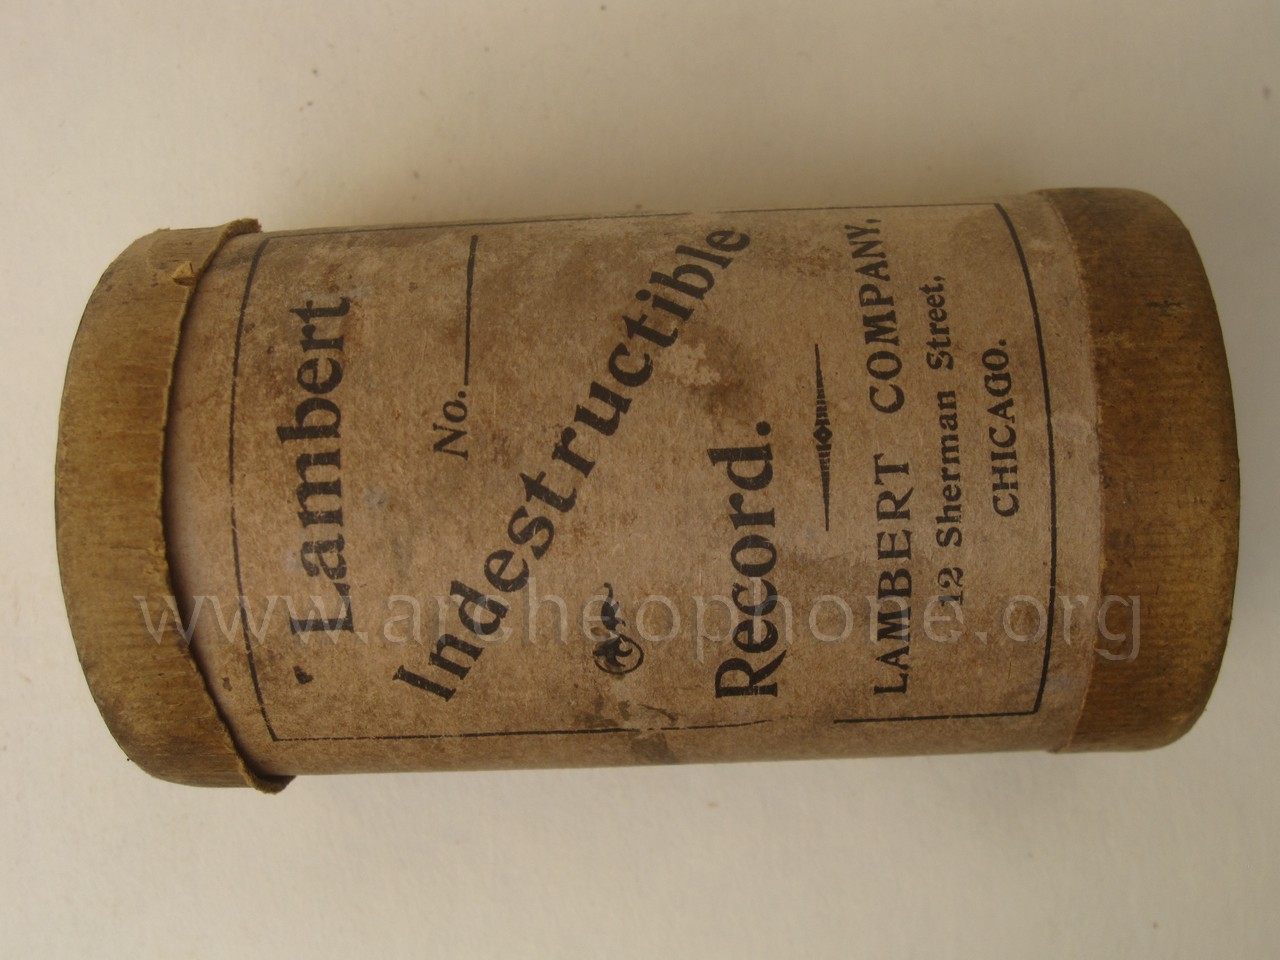 Lambert
No.
Indestructible
Record.
LAMBERT COMPANY,
12 Sherman Street,
CHICAGO.
www.archeophone.org